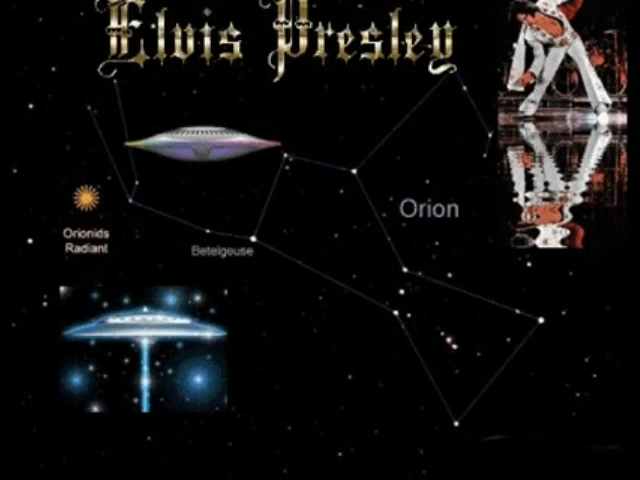 Elvis Presley
Orion
Orionids
Radiant
Betelgeuse